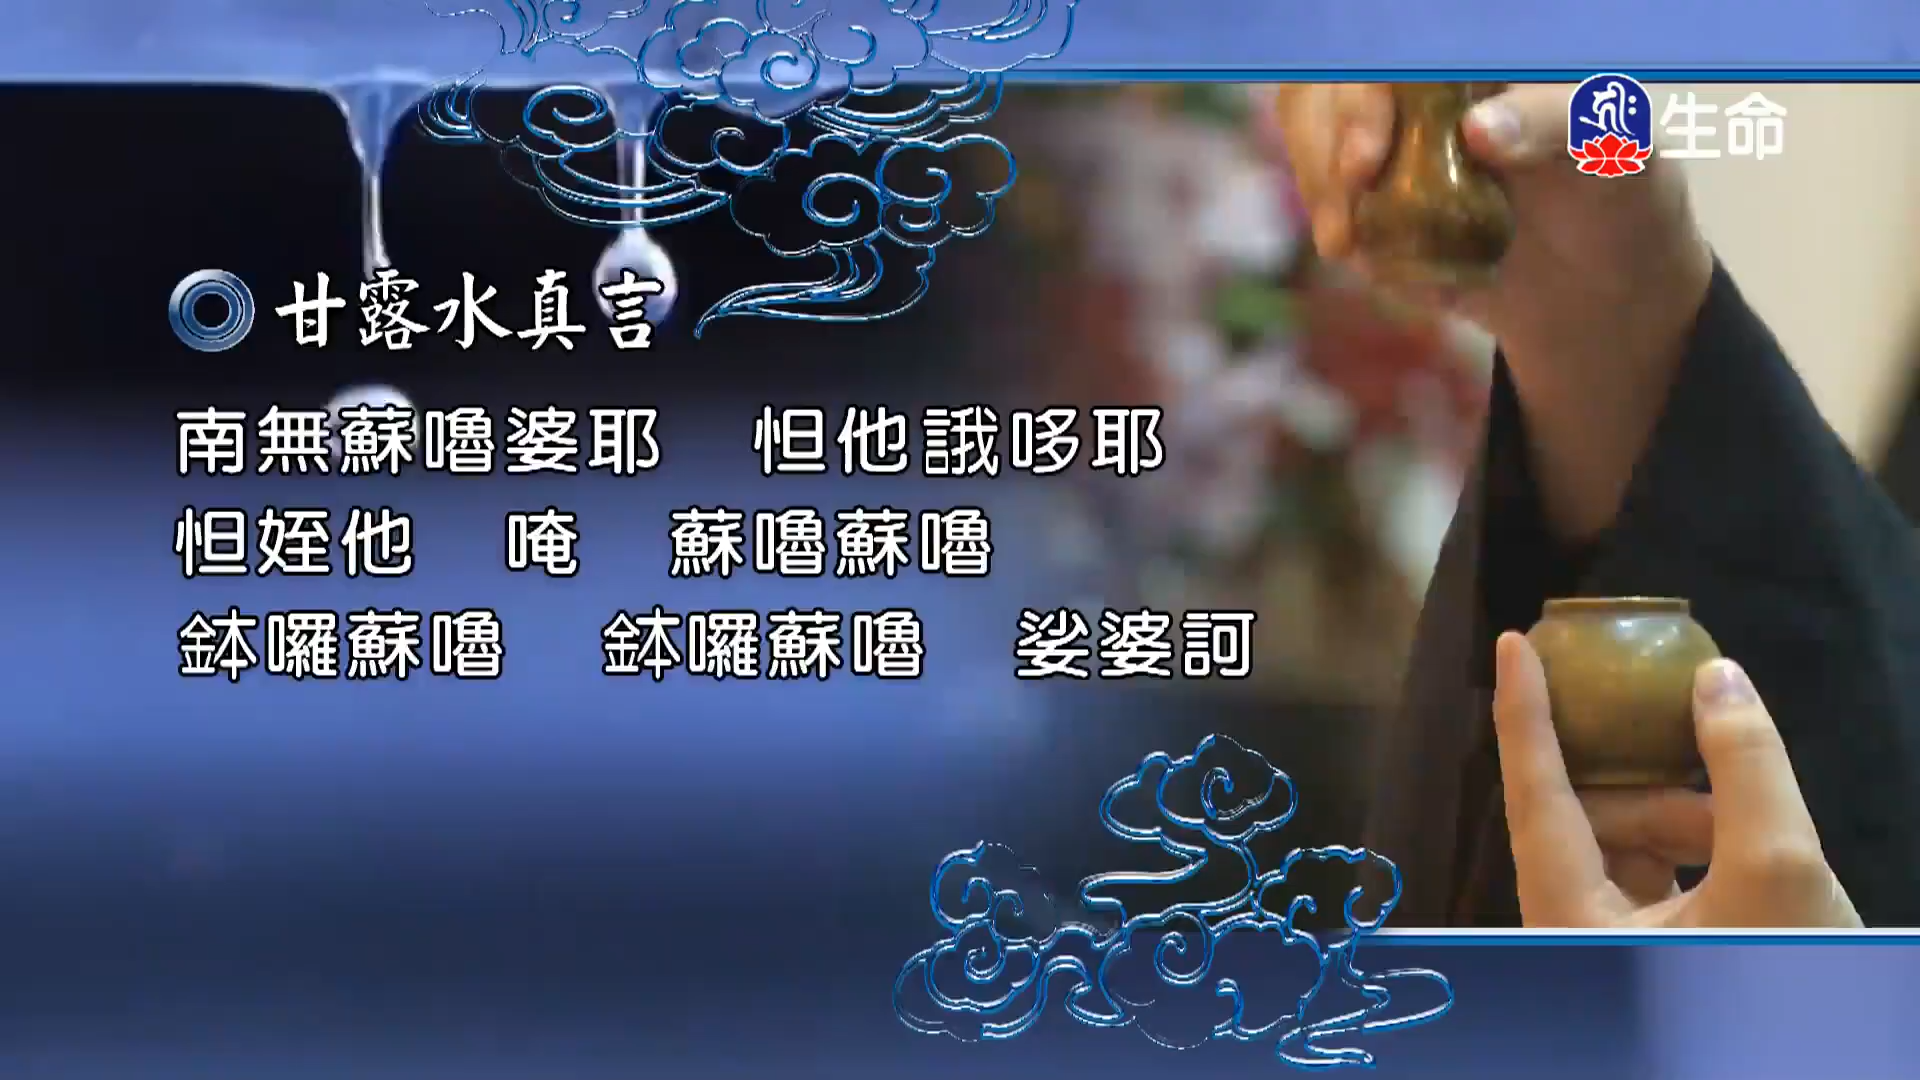 生命
甘露水真言
南無蘇嚕婆耶　怛他誐哆耶
怛姪他　唵　蘇嚕蘇嚕
鉢囉蘇嚕　鉢囉蘇嚕　娑婆訶